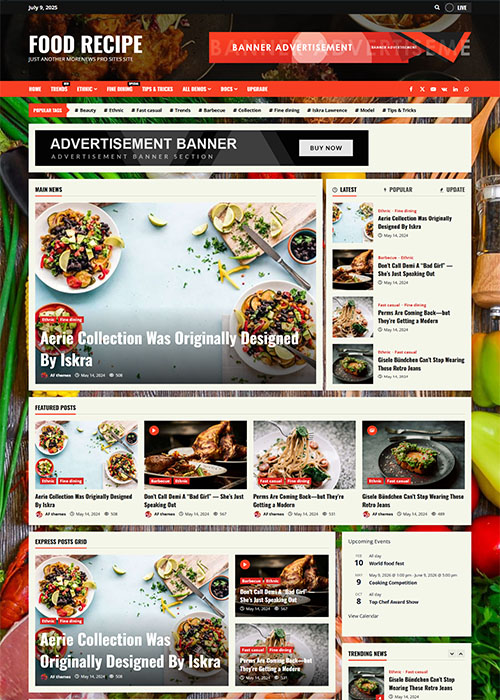 July 9, 2025
LIVE
FOOD RECIPE
JUST ANOTHER MORENEWS PRO SITES SITE
BANNER ADVERTISEMENT
BANNER ADVERTISEMENT
HOME TRENDS ETHNIC FINE DINING TIPS & TRICKS ALL DEMOS DOCS UPGRADE
POPULAR TAGS # Beauty # Ethnic # Fast casual # Trends # Barbecue # Collection # Fine dining # Iskra Lawrence # Model # Tips & Tricks
ADVERTISEMENT BANNER
ADVERTISEMENT BANNER SECTION
BUY NOW
MAIN NEWS
Ethnic Fine dining
Aerie Collection Was Originally Designed
By Iskra
AF themes May 14, 2024 508
LATEST POPULAR UPDATE
Ethnic Fine dining
Aerie Collection Was Originally
Designed By Iskra
May 14, 2024
Barbecue Ethnic
Don't Call Demi A "Bad Girl" —
She's Just Speaking Out
May 14, 2024
Fast casual Fine dining
Perms Are Coming Back—but
They're Getting a Modern
May 14, 2024
Ethnic Fast casual
Gisele Bündchen Can't Stop Wearing
These Retro Jeans
May 14, 2024
FEATURED POSTS
Ethnic Fine dining
Aerie Collection Was Originally Designed
By Iskra
AF themes May 14, 2024 508
Barbecue Ethnic
Don't Call Demi A "Bad Girl" — She's Just
Speaking Out
AF themes May 14, 2024 567
Fast casual Fine dining
Perms Are Coming Back—but They're
Getting a Modern
AF themes May 14, 2024 531
Ethnic Fast casual
Gisele Bündchen Can't Stop Wearing These
Retro Jeans
AF themes May 14, 2024 489
EXPRESS POSTS GRID
Ethnic Fine dining
Aerie Collection Was
Originally Designed By Iskra
AF themes May 14, 2024 508
Barbecue Ethnic
Don't Call Demi A "Bad Girl" —
She's Just Speaking Out
May 14, 2024 567
Fast casual Fine dining
Perms Are Coming Back—but
They're Getting a Modern
May 14, 2024 531
Upcoming Events
FEB
10
All day
World food fest
MAY
9
May 9, 2026 @ 5:00 pm - June 9, 2026 @ 5:00 pm
Cooking Competition
OCT
8
All day
Top Chef Award Show
View Calendar
TRENDING NEWS
Ethnic Fast casual
Gisele Bündchen Can't Stop